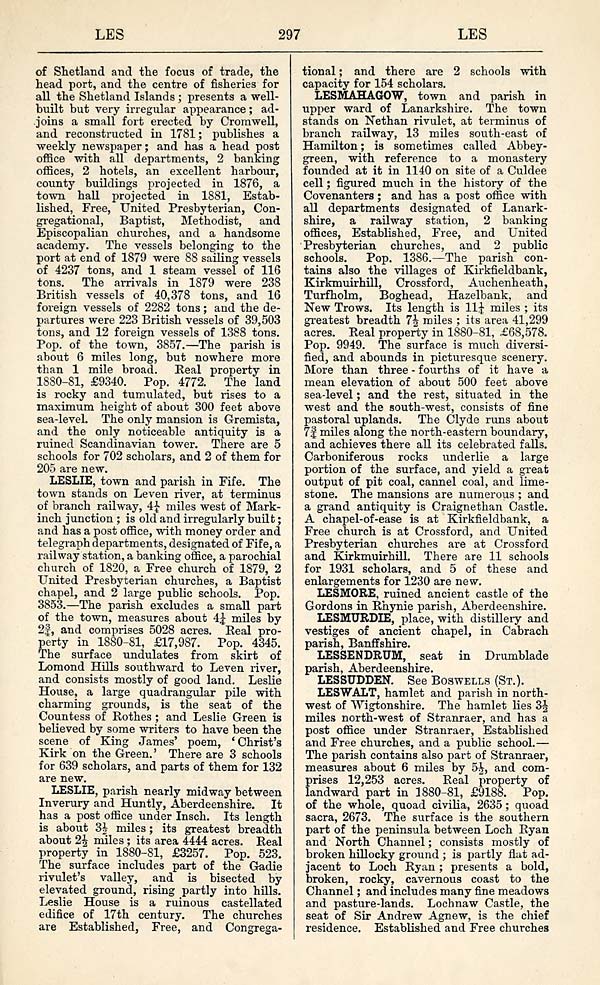 LES 297 LES
of Shetland and the focus of trade, the
head port, and the centre of fisheries for
all the Shetland Islands; presents a well-
built but very irregular appearance; ad-
joins a small fort erected by Cromwell,
and reconstructed in 1781; publishes a
weekly newspaper; and has a head post
office with all departments, 2 banking
offices, 2 hotels, an excellent harbour,
county buildings projected in 1876, a
town hall projected in 1881, Estab-
lished, Free, United Presbyterian, Con-
gregational, Baptist, Methodist, and
Episcopalian churches, and a handsome
academy. The vessels belonging to the
port at end of 1879 were 88 sailing vessels
of 4237 tons, and 1 steam vessel of 116
tons. The arrivals in 1879 were 238
British vessels of 40,378 tons, and 16
foreign vessels of 2282 tons; and the de-
partures were 223 British vessels of 39,503
tons, and 12 foreign vessels of 1388 tons.
Pop. of the town, 3857.—The parish is
about 6 miles long, but nowhere more
than 1 mile broad. Real property in
1880-81, £9340. Pop. 4772. The land
is rocky and tumulated, but rises to a
maximum height of about 300 feet above
sea-level. The only mansion is Gremista,
and the only noticeable antiquity is a
ruined Scandinavian tower. There are 5
schools for 702 scholars, and 2 of them for
205 are new.
LESLIE, town and parish in Fife. The
town stands on Leven river, at terminus
of branch railway, 4¼ miles west of Mark-
inch junction; is old and irregularly built;
and has a post office, with money order and
telegraph departments, designated of Fife, a
railway station, a banking office, a parochial
church of 1820, a Free church of 1879, 2
United Presbyterian churches, a Baptist
chapel, and 2 large public schools. Pop.
3853.—The parish excludes a small part
of the town, measures about 4¼ miles by
2¾, and comprises 5028 acres. Real pro-
perty in 1880-81, £17,987. Pop. 4345.
The surface undulates from skirt of
Lomond Hills southward to Leven river,
and consists mostly of good land. Leslie
House, a large quadrangular pile with
charming grounds, is the seat of the
Countess of Rothes; and Leslie Green is
believed by some writers to have been the
scene of King James' poem, 'Christ's
Kirk on the Green.' There are 3 schools
for 639 scholars, and parts of them for 132
are new.
LESLIE, parish nearly midway between
Inverury and Huntly, Aberdeenshire. It
has a post office under Insch. Its length
is about 3½ miles; its greatest breadth
about 2½ miles; its area 4444 acres. Real
property in 1880-81, £3257. Pop. 523.
The surface includes part of the Gadie
rivulet's valley, and is bisected by
elevated ground, rising partly into hills.
Leslie House is a ruinous castellated
edifice of 17th century. The churches
are Established, Free, and Congrega-
tional; and there are 2 schools with
capacity for 154 scholars.
LESMAHAGOW, town and parish in
upper ward of Lanarkshire. The town
stands on Nethan rivulet, at terminus of
branch railway, 13 miles south-east of
Hamilton; is sometimes called Abbey-
green, with reference to a monastery
founded at it in 1140 on site of a Culdee
cell; figured much in the history of the
Covenanters; and has a post office with
all departments designated of Lanark-
shire, a railway station, 2 banking
offices, Established, Free, and United
Presbyterian churches, and 2 public
schools. Pop. 1386.—The parish con-
tains also the villages of Kirkfieldbank,
Kirkmuirhill, Crossford, Auchenheath,
Turfholm, Boghead, Hazelbank, and
New Trows. Its length is 11¼ miles; its
greatest breadth 7½ miles; its area 41,299
acres. Real property in 1880-81, £68,578.
Pop. 9949. The surface is much diversi-
fied, and abounds in picturesque scenery.
More than three-fourths of it have a
mean elevation of about 500 feet above
sea-level; and the rest, situated in the
west and the south-west, consists of fine
pastoral uplands. The Clyde runs about
7¾ miles along the north-eastern boundary,
and achieves there all its celebrated falls.
Carboniferous rocks underlie a large
portion of the surface, and yield a great
output of pit coal, cannel coal, and lime-
stone. The mansions are numerous; and
a grand antiquity is Craignethan Castle.
A chapel-of-ease is at Kirkfieldbank, a
Free church is at Crossford, and United
Presbyterian churches are at Crossford
and Kirkmuirhill. There are 11 schools
for 1931 scholars, and 5 of these and
enlargements for 1230 are new.
LESMORE, ruined ancient castle of the
Gordons in Rhynie parish, Aberdeenshire.
LESMURDIE, place, with distillery and
vestiges of ancient chapel, in Cabrach
parish, Banffshire.
LESSENDRUM, seat in Drumblade
parish, Aberdeenshire.
LESSUDDEN. See BOSWELLS (ST.).
LESWALT, hamlet and parish in north-
west of Wigtonshire. The hamlet lies 3½
miles north-west of Stranraer, and has a
post office under Stranraer, Established
and Free churches, and a public school.—
The parish contains also part of Stranraer,
measures about 6 miles by 5½, and com-
prises 12,253 acres. Real property of
landward part in 1880-81, £9188. Pop.
of the whole, quoad civilia, 2635; quoad
sacra, 2673. The surface is the southern
part of the peninsula between Loch Ryan
and North Channel; consists mostly of
broken hillocky ground; is partly flat ad-
jacent to Loch Ryan; presents a bold,
broken, rocky, cavernous coast to the
Channel; and includes many fine meadows
and pasture-lands. Lochnaw Castle, the
seat of Sir Andrew Agnew, is the chief
residence. Established and Free churches